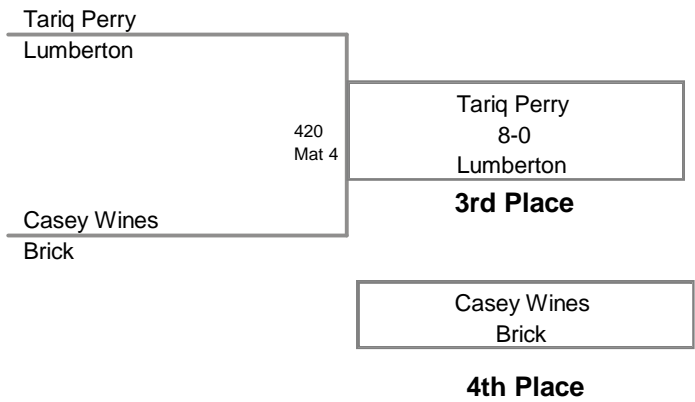 Tariq Perry
Lumberton
420
Mat 4
Tariq Perry
8-0
Lumberton
3rd Place
Casey Wines
Brick
Casey Wines
Brick
4th Place